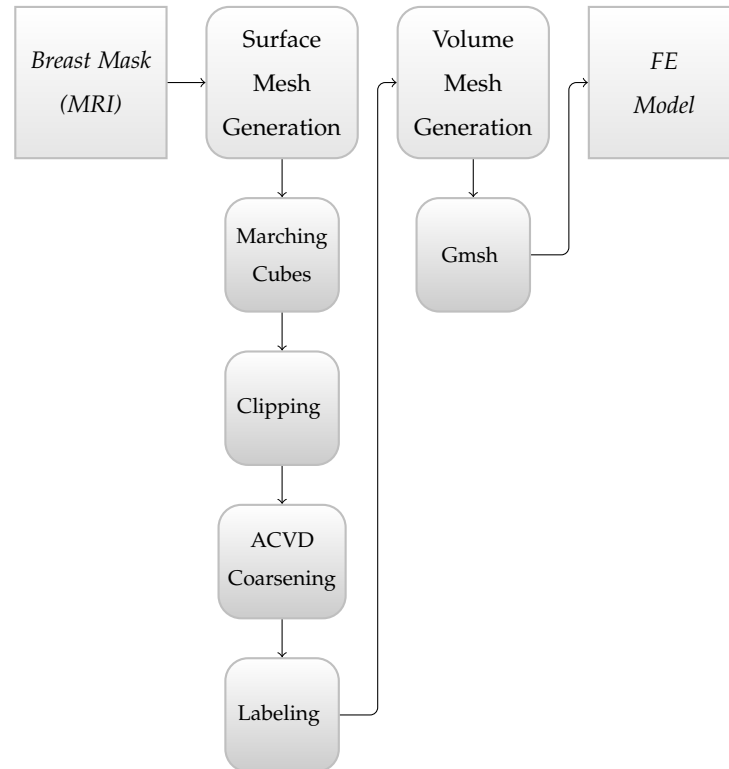 Breast Mask
(MRI)
Surface
Mesh
Generation
Marching
Cubes
Clipping
ACVD
Coarsening
Labeling
Volume
Mesh
Generation
Gmsh
FE
Model